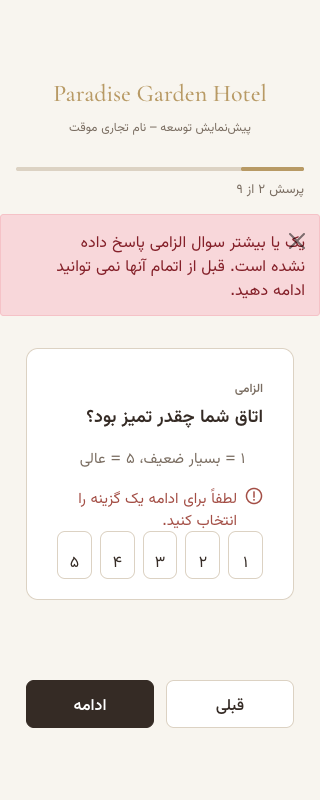 Paradise Garden Hotel
پیش‌نمایش توسعه – نام تجاری موقت
پرسش ۲ از ۹
یک یا بیشتر سوال الزامی پاسخ داده
نشده است. قبل از اتمام آنها نمی توانید
ادامه دهید.
الزامی
اتاق شما چقدر تمیز بود؟
۱ = بسیار ضعیف، ۵ = عالی
لطفاً برای ادامه یک گزینه را
انتخاب کنید.
۱ ۲ ۳ ۴ ۵
قبلی ادامه